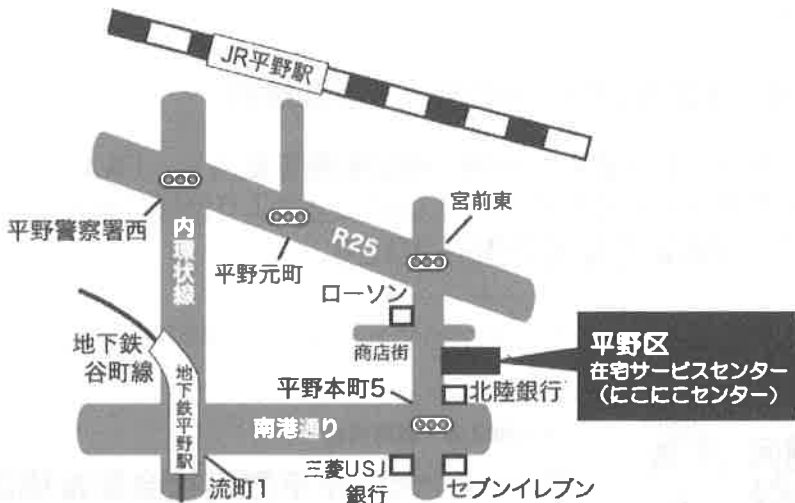 JR平野駅
宮前東
平野警察署西
内環状線
R25
平野元町
ローソン
地下鉄
谷町線
商店街
平野区
在宅サービスセンター
（にこにこセンター）
地下鉄平野駅
平野本町5
北陸銀行
南港通り
流町1
三菱USJ
銀行
セブンイレブン